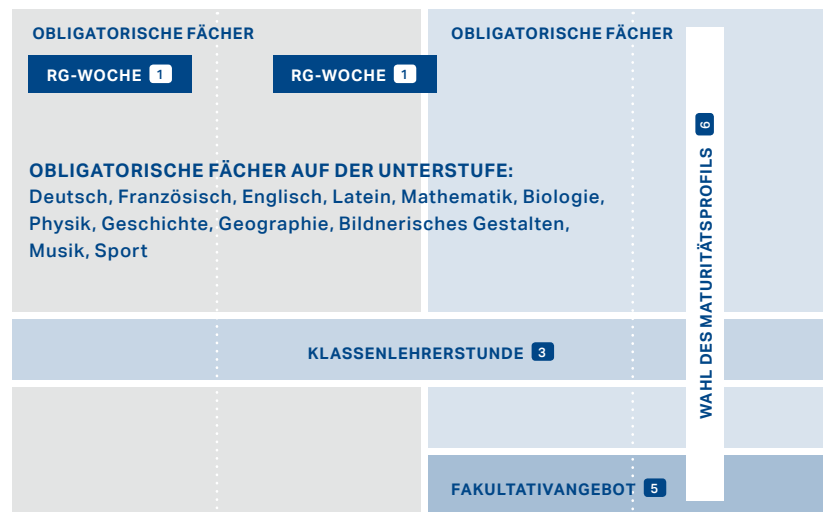 OBLIGATORISCHE FÄCHER
OBLIGATORISCHE FÄCHER
RG-WOCHE 1
RG-WOCHE 1
OBLIGATORISCHE FÄCHER AUF DER UNTERSTUFE:
Deutsch, Französisch, Englisch, Latein, Mathematik, Biologie,
Physik, Geschichte, Geographie, Bildnerisches Gestalten,
Musik, Sport
WAHL DES MATURITÄTSPROFILS 6
KLASSENLEHRERSTUNDE 3
FAKULTATIVANGEBOT 5